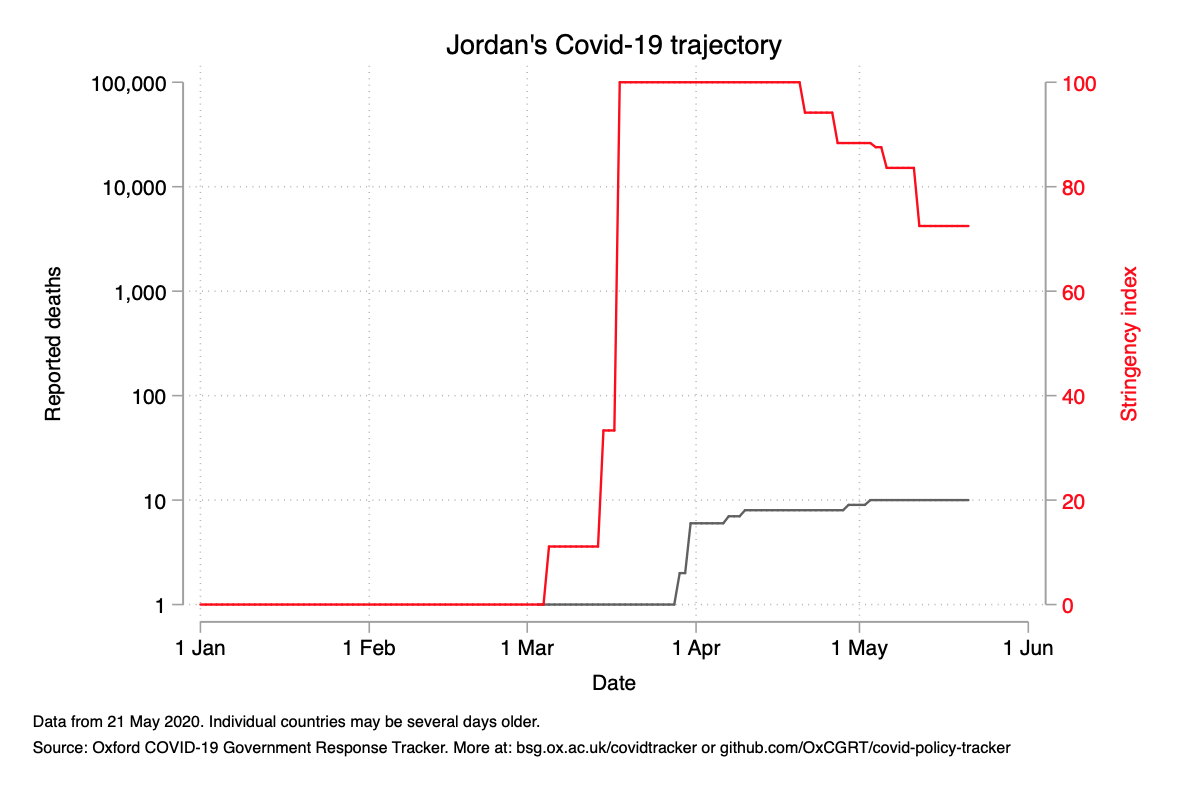 Jordan's Covid-19 trajectory
100,000
10,000
1,000
100
10
1
Reported deaths
100
80
60
40
20
0
Stringency index
1 Jan 1 Feb 1 Mar 1 Apr 1 May 1 Jun
Date
Data from 21 May 2020. Individual countries may be several days older.
Source: Oxford COVID-19 Government Response Tracker. More at: bsg.ox.ac.uk/covidtracker or github.com/OxCGRT/covid-policy-tracker